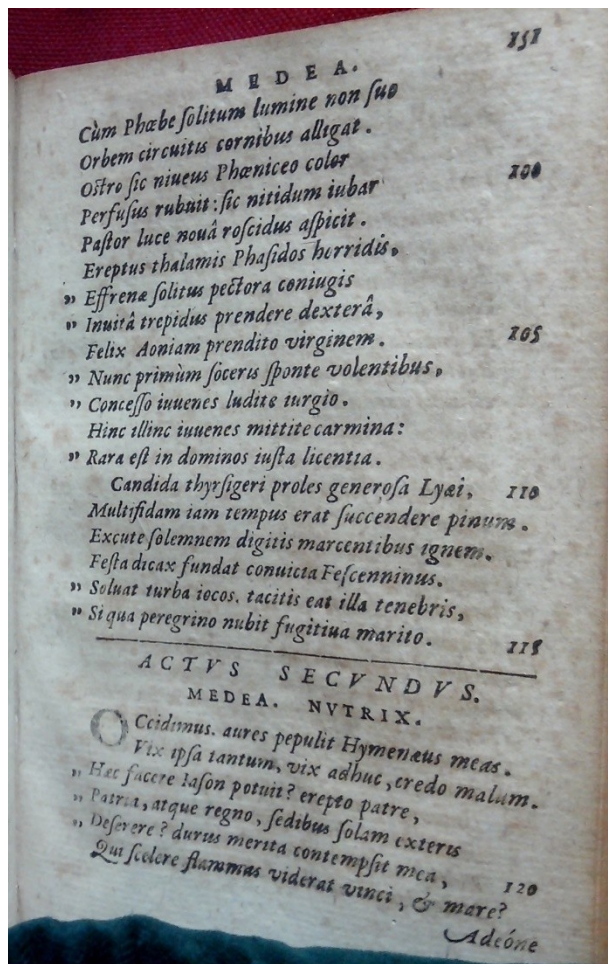 151
MEDEA.
Cùm Phœbe ſolitum lumine non ſuo
Orbem circuitis cornibus alligat.
Oſtro ſic niueus Phœniceo color 100
Perfuſus rubuit: ſic nitidum iubar
Paſtor luce nouâ roſcidus aſpicit.
Ereptus thalamis Phaſidos horridis,
„ Effrenæ ſolitus pectora coniugis
„ Inuitâ trepidus prendere dexterâ, 105
Felix Aoniam prendito virginem.
„ Nunc primùm ſoceris ſponte volentibus,
„ Conceſſo iuuenes ludite iurgio.
Hinc illinc iuuenes mittite carmina:
„ Rara eſt in dominos iuſta licentia.
Candida thyrſigeri proles generoſa Lyæi, 110
Multifidam iam tempus erat ſuccendere pinum.
Excute ſolemnem digitis marcentibus ignem.
Feſta dicax fundat conuicia Feſcenninus.
„ Soluat turba iocos. tacitis eat illa tenebris,
„ Si qua peregrino nubit fugitiua marito. 115
ACTVS SECVNDVS.
MEDEA. NVTRIX.
OCcidimus. aures pepulit Hymenæus meas.
Vix ipſa tantum, vix adhuc, credo malum.
„ Hæc facere Iaſon potuit? erepto patre,
„ Patria, atque regno, ſedibus ſolam exteris
„ Deſerere? durus merita contempſit mea, 120
Qui ſcelere flammas viderat vinci, & mare?
Adeóne